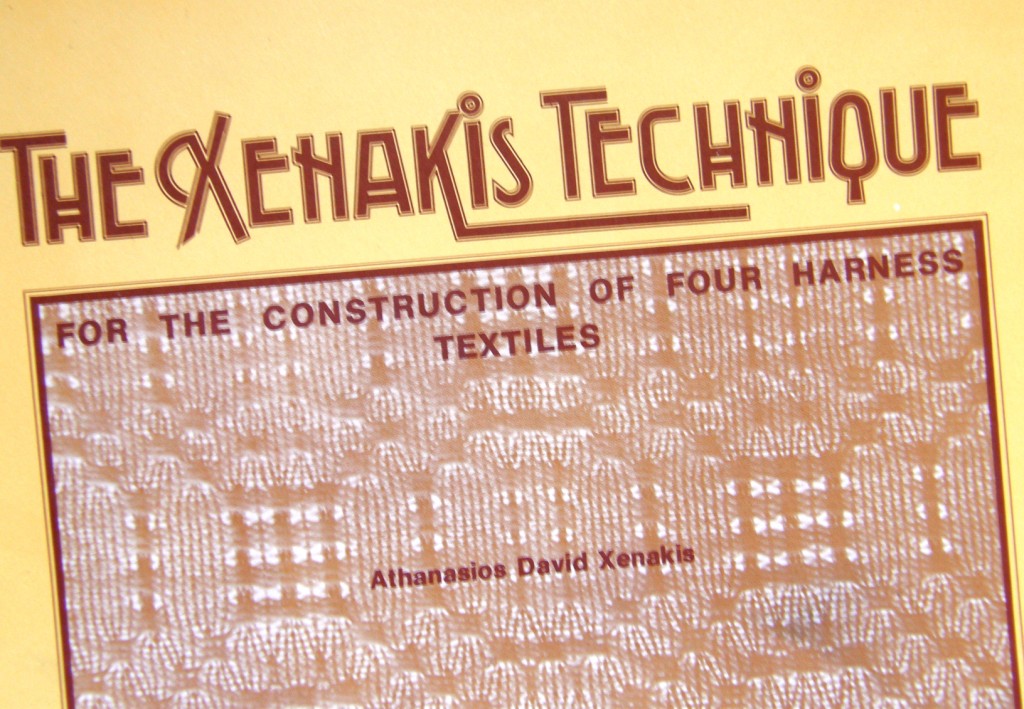 THE XENAKIS TECHNIQUE
FOR THE CONSTRUCTION OF FOUR HARNESS
TEXTILES
Athanasios David Xenakis